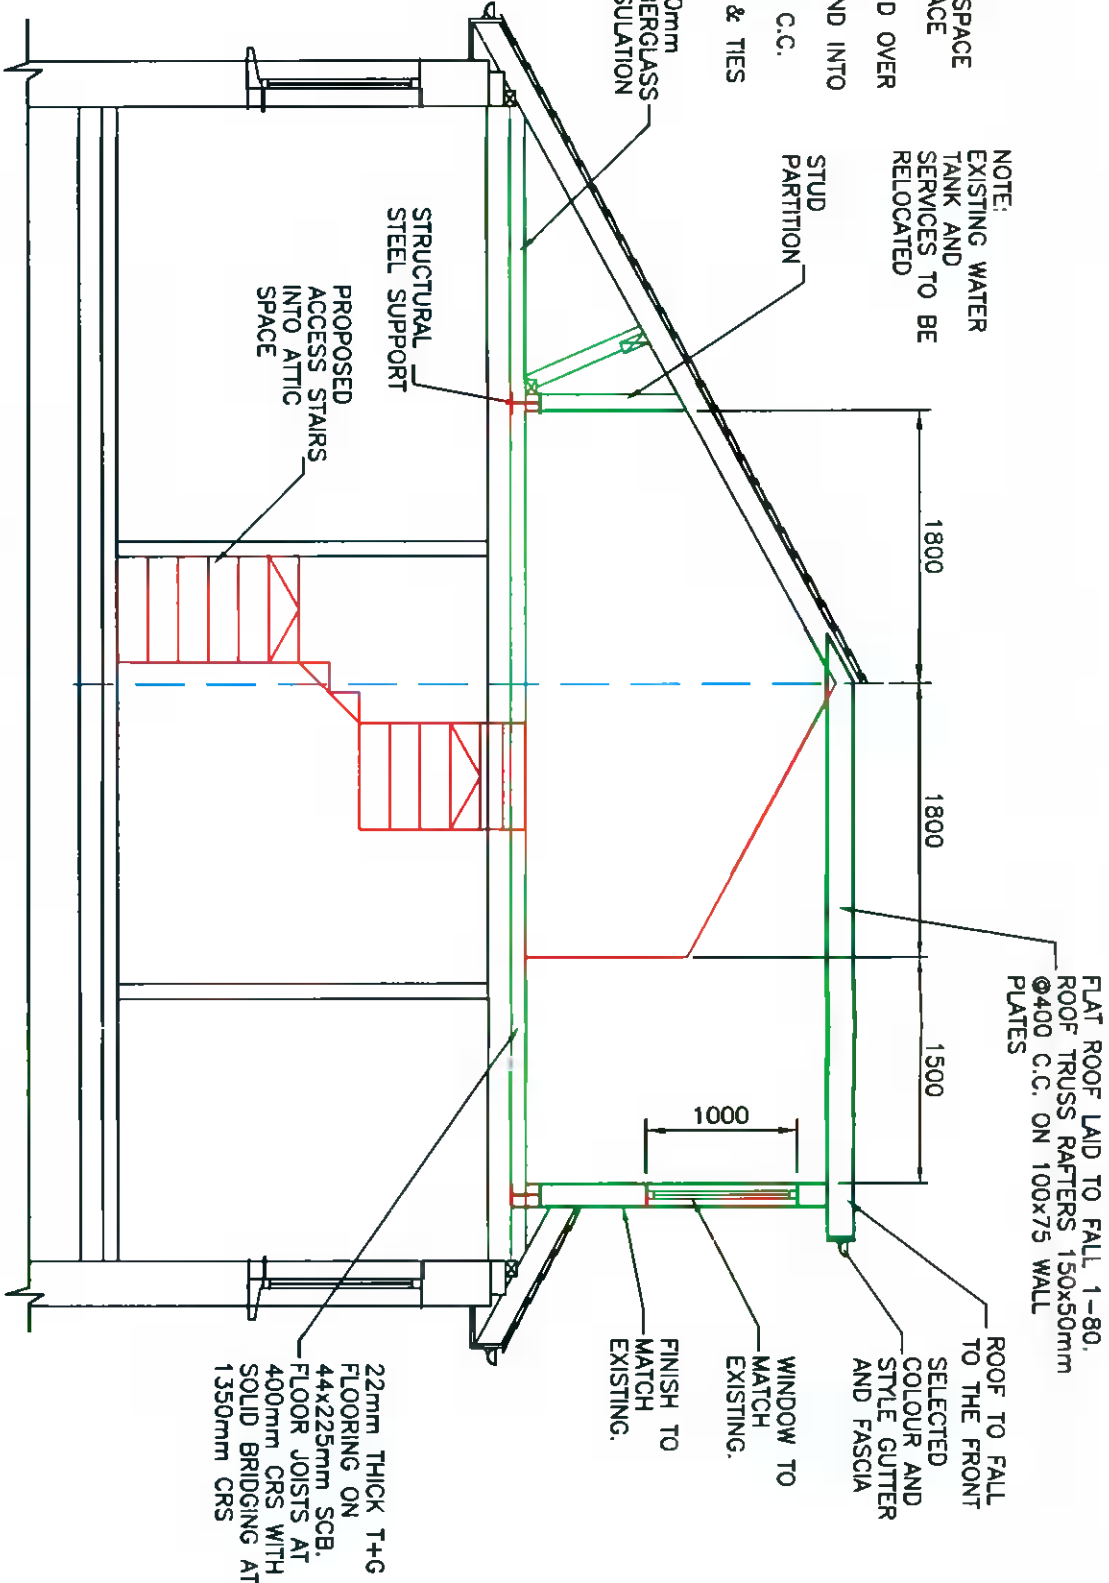 SPACE
ACE
D OVER
ND INTO
C.C.
& TIES
0mm
BERGLASS
SULATION
NOTE:
EXISTING WATER
TANK AND
SERVICES TO BE
RELOCATED
STUD
PARTITION
STRUCTURAL
STEEL SUPPORT
PROPOSED
ACCESS STAIRS
INTO ATTIC
SPACE
1800
1800
1500
1000
FLAT ROOF LAID TO FALL 1-80.
ROOF TRUSS RAFTERS 150x50mm
@400 C.C. ON 100x75 WALL
PLATES
ROOF TO FALL
TO THE FRONT
SELECTED
COLOUR AND
STYLE GUTTER
AND FASCIA
WINDOW TO
MATCH
EXISTING.
FINISH TO
MATCH
EXISTING.
22mm THICK T+G
FLOORING ON
44x225mm SCB.
FLOOR JOISTS AT
400mm CRS WITH
SOLID BRIDGING AT
1350mm CRS